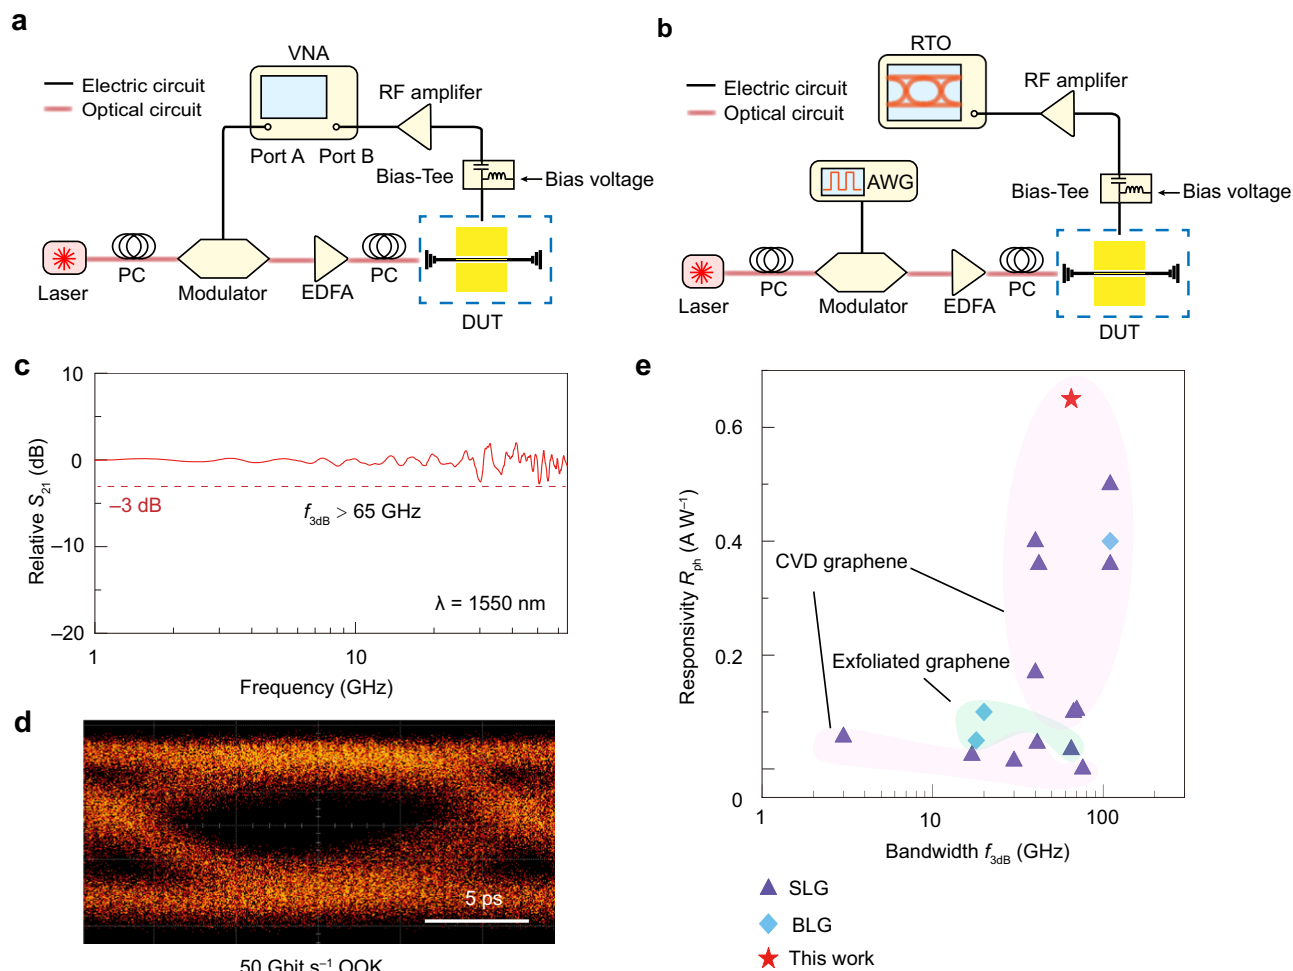 a
VNA
Electric circuit
Optical circuit
RF amplifer
Port A
Port B
Bias-Tee
Bias voltage
Laser
PC
Modulator
EDFA
PC
DUT
b
RTO
Electric circuit
Optical circuit
RF amplifer
AWG
Bias-Tee
Bias voltage
Laser
PC
Modulator
EDFA
PC
DUT
c
10
0
−10
−20
Relative S21 (dB)
−3 dB
f3dB > 65 GHz
λ = 1550 nm
1
10
Frequency (GHz)
d
5 ps
50 Gbit s−1 OOK
e
0.6
0.4
0.2
0
Responsivity Rph (A W−1)
CVD graphene
Exfoliated graphene
1
10
100
Bandwidth f3dB (GHz)
SLG
BLG
This work